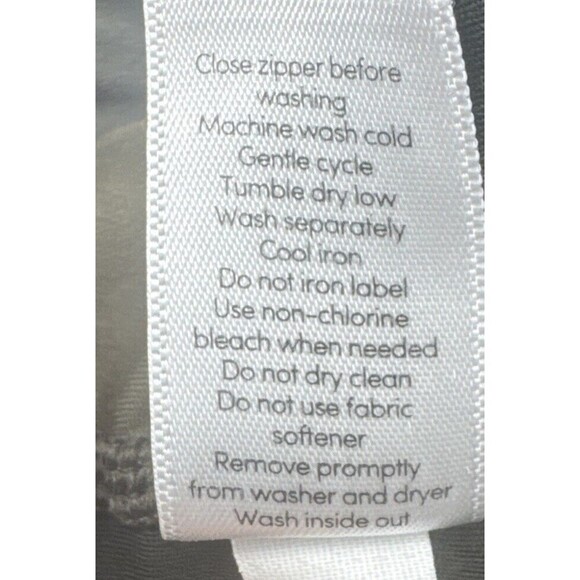 Close zipper before
washing
Machine wash cold
Gentle cycle
Tumble dry low
Wash separately
Cool iron
Do not iron label
Use non-chlorine
bleach when needed
Do not dry clean
Do not use fabric
softener
Remove promptly
from washer and dryer
Wash inside out